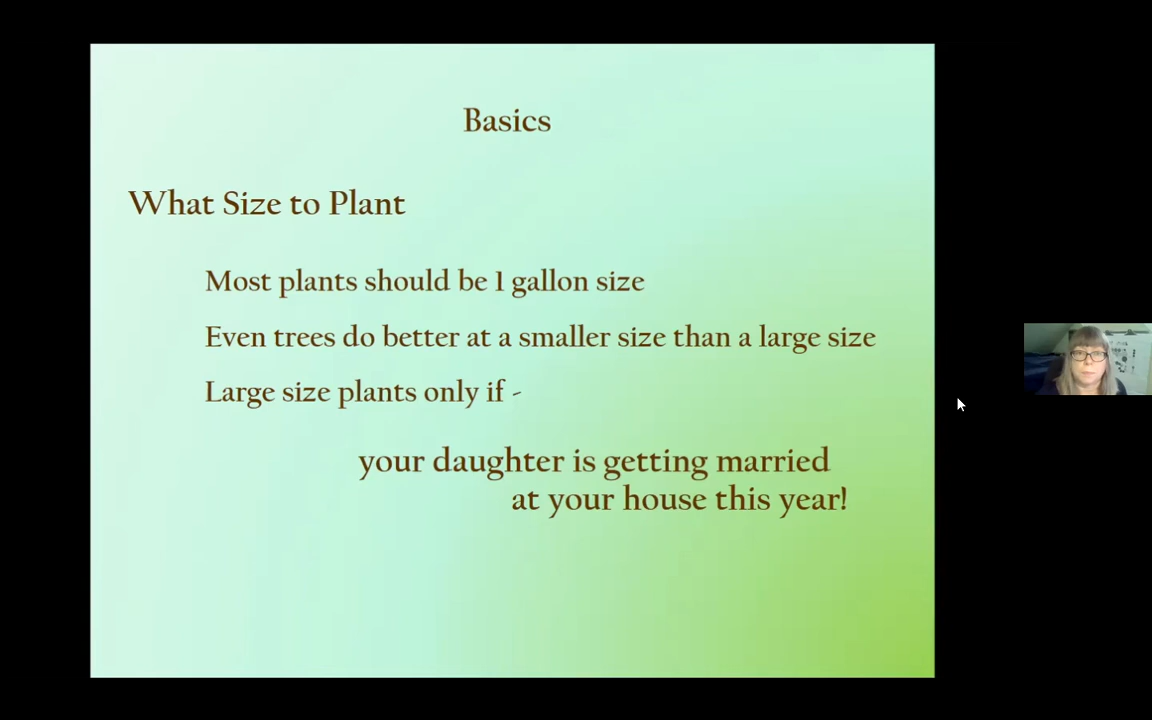 Basics
What Size to Plant
Most plants should be 1 gallon size
Even trees do better at a smaller size than a large size
Large size plants only if -
your daughter is getting married
at your house this year!